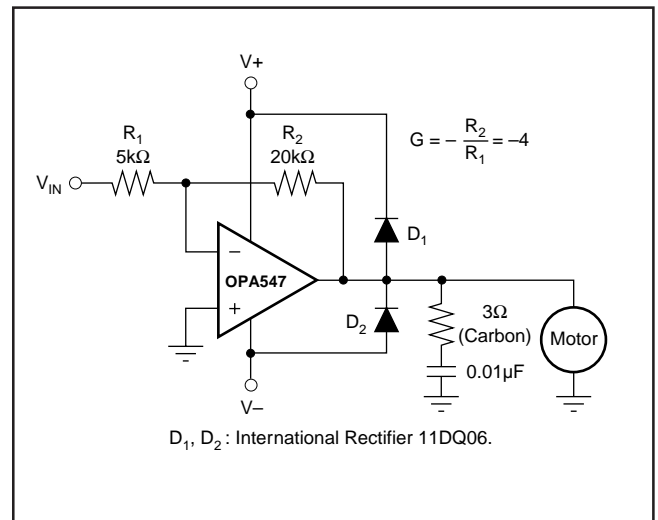 V+
R1
5kΩ
R2
20kΩ
G = – R2/R1 = –4
VIN
D1
–
OPA547
+
D2
3Ω
(Carbon)
Motor
0.01µF
V–
D1, D2 : International Rectifier 11DQ06.